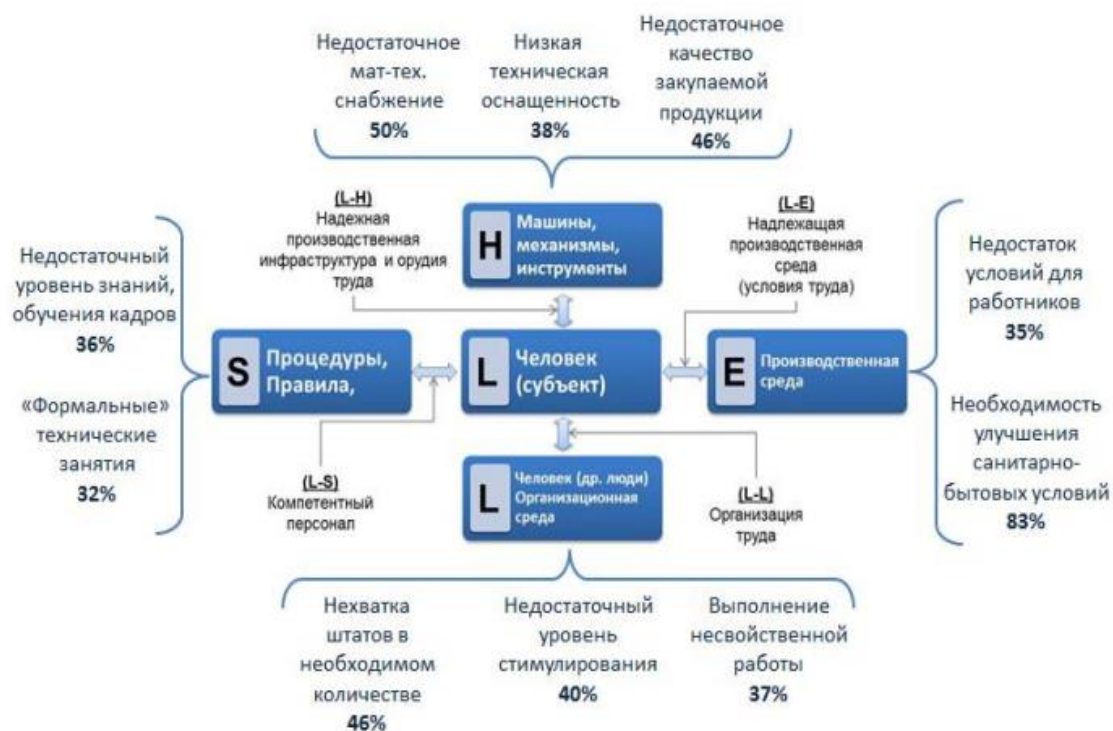 Недостаточное
мат-тех.
снабжение
50%
Низкая
техническая
оснащенность
38%
Недостаточное
качество
закупаемой
продукции
46%
(L-H)
Надежная
производственная
инфраструктура и орудия
труда
H
Машины,
механизмы,
инструменты
(L-E)
Надлежащая
производственная
среда
(условия труда)
Недостаточный
уровень знаний,
обучения кадров
36%
«Формальные»
технические
занятия
32%
S
Процедуры,
Правила,
L
Человек
(субъект)
E
Производственная
среда
Недостаток
условий для
работников
35%
Необходимость
улучшения
санитарно-
бытовых условий
83%
(L-S)
Компетентный
персонал
L
Человек (др. люди)
Организационная
среда
(L-L)
Организация
труда
Нехватка
штатов в
необходимом
количестве
46%
Недостаточный
уровень
стимулирования
40%
Выполнение
несвойственной
работы
37%